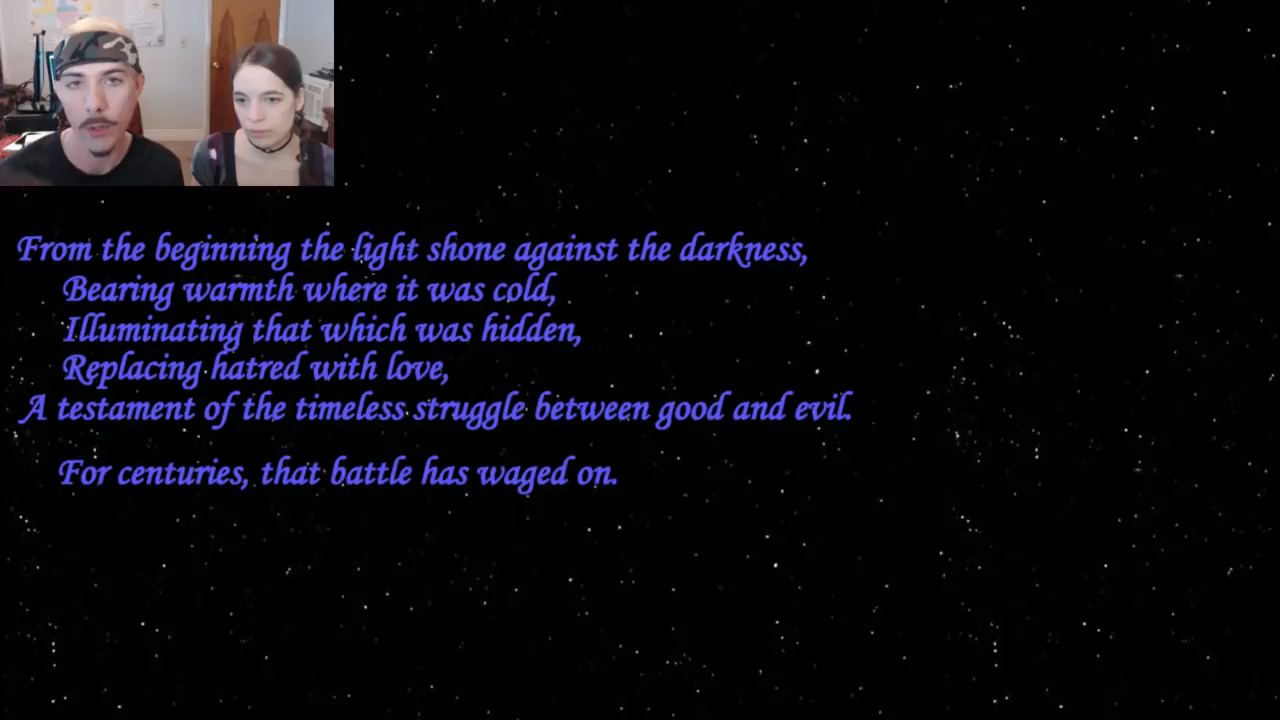 From the beginning the light shone against the darkness,
Bearing warmth where it was cold,
Illuminating that which was hidden,
Replacing hatred with love,
A testament of the timeless struggle between good and evil.
For centuries, that battle has waged on.